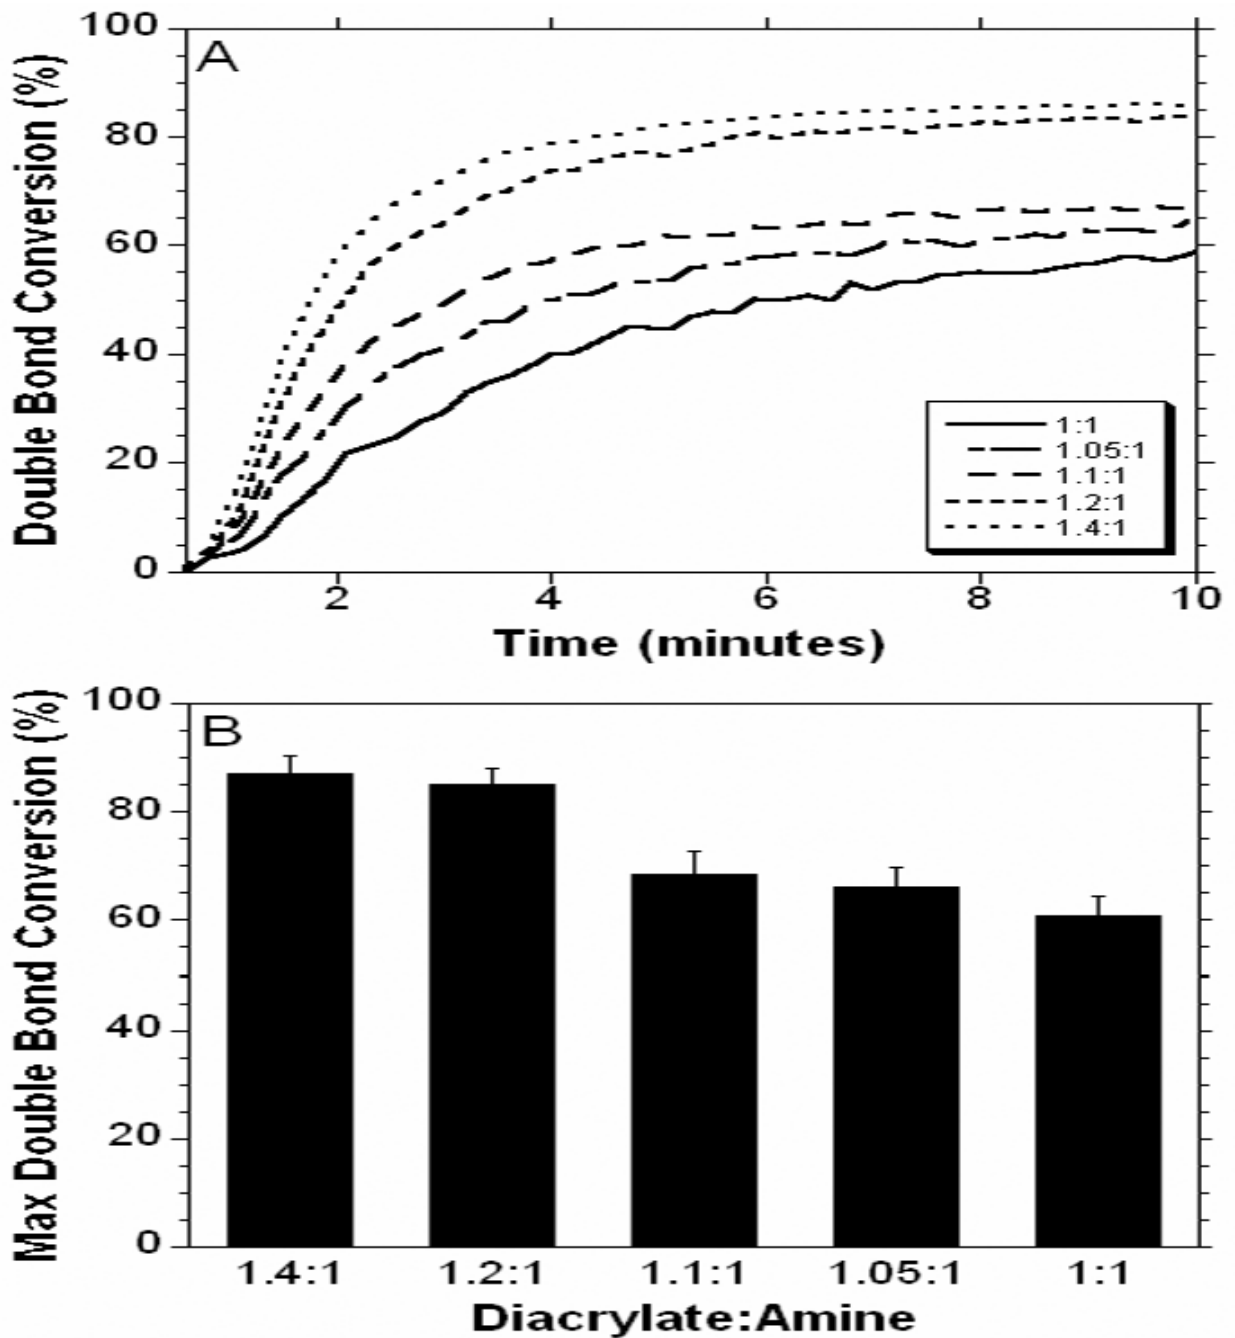 A
Double Bond Conversion (%)
100
80
60
40
20
0
1:1
1.05:1
1.1:1
1.2:1
1.4:1
2 4 6 8 10
Time (minutes)
B
Max Double Bond Conversion (%)
100
80
60
40
20
0
1.4:1 1.2:1 1.1:1 1.05:1 1:1
Diacrylate:Amine